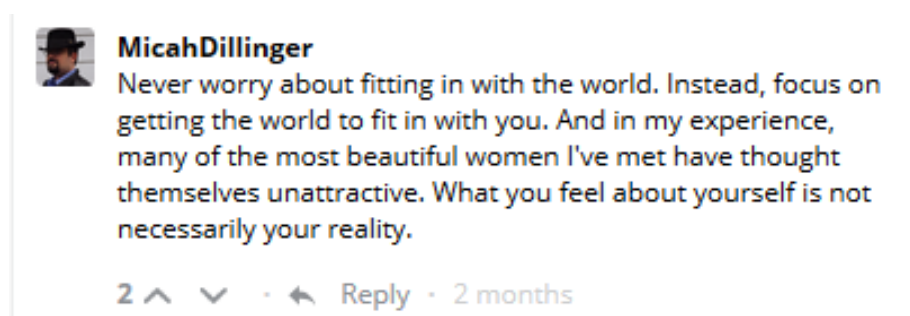 MicahDillinger
Never worry about fitting in with the world. Instead, focus on
getting the world to fit in with you. And in my experience,
many of the most beautiful women I've met have thought
themselves unattractive. What you feel about yourself is not
necessarily your reality.
2 · Reply · 2 months